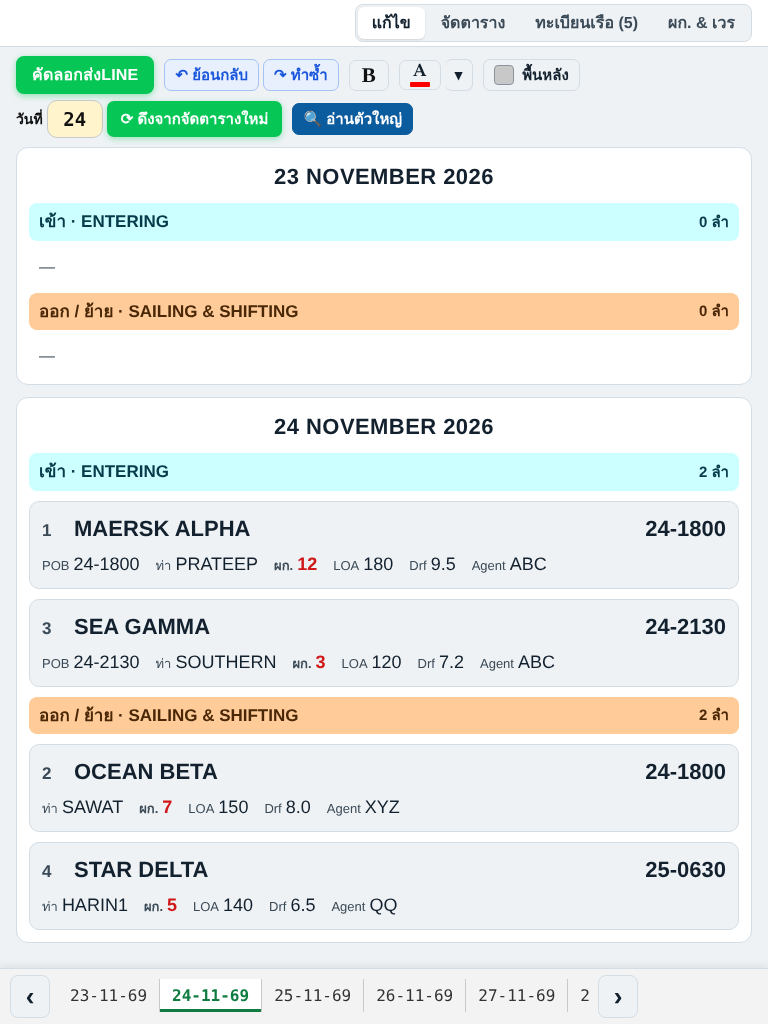 แก้ไข จัดตาราง ทะเบียนเรือ (5) ผก. & เวร
คัดลอกส่งLINE ↶ ย้อนกลับ ↷ ทำซ้ำ B A ▼ พื้นหลัง
วันที่ 24 ⟳ ดึงจากจัดตารางใหม่ 🔍 อ่านตัวใหญ่
23 NOVEMBER 2026
เข้า · ENTERING 0 ลำ
—
ออก / ย้าย · SAILING & SHIFTING 0 ลำ
—
24 NOVEMBER 2026
เข้า · ENTERING 2 ลำ
1 MAERSK ALPHA 24-1800
POB 24-1800 ท่า PRATEEP ผก. 12 LOA 180 Drf 9.5 Agent ABC
3 SEA GAMMA 24-2130
POB 24-2130 ท่า SOUTHERN ผก. 3 LOA 120 Drf 7.2 Agent ABC
ออก / ย้าย · SAILING & SHIFTING 2 ลำ
2 OCEAN BETA 24-1800
ท่า SAWAT ผก. 7 LOA 150 Drf 8.0 Agent XYZ
4 STAR DELTA 25-0630
ท่า HARIN1 ผก. 5 LOA 140 Drf 6.5 Agent QQ
‹ 23-11-69 24-11-69 25-11-69 26-11-69 27-11-69 2 ›